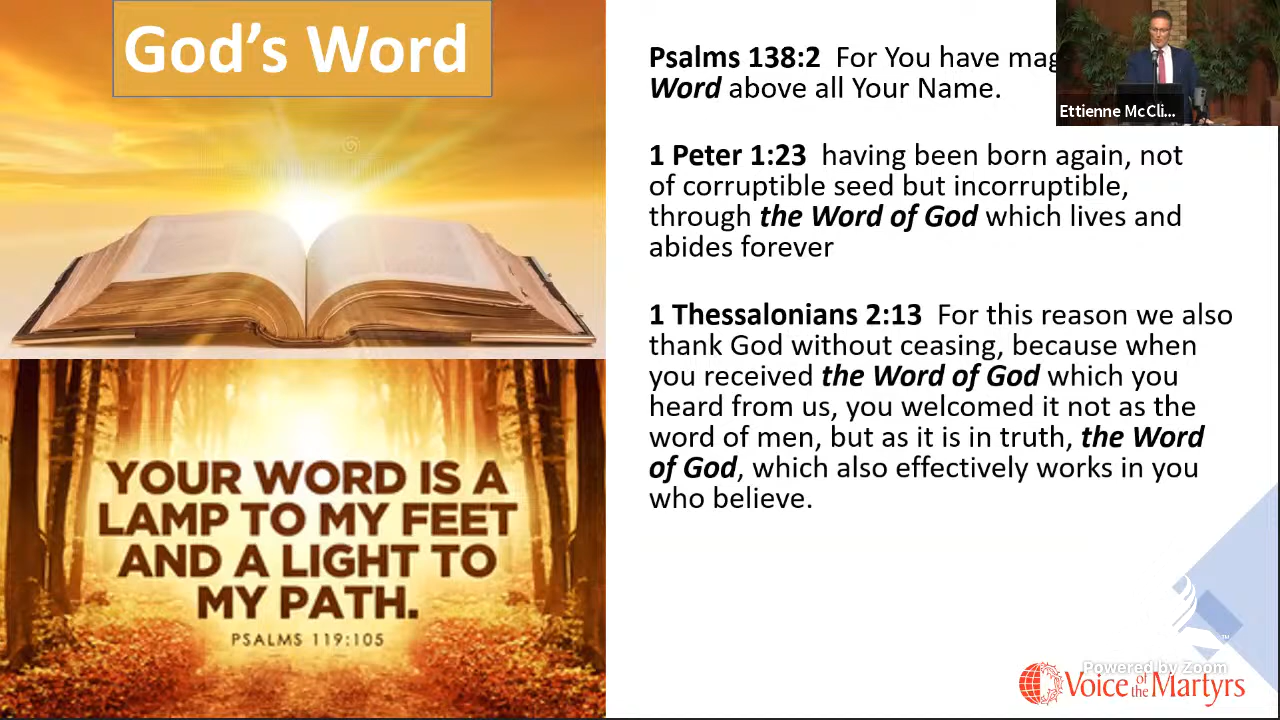 God's Word
YOUR WORD IS A
LAMP TO MY FEET
AND A LIGHT TO
MY PATH.
PSALMS 119:105
Psalms 138:2 For You have
Word above all Your Name.
1 Peter 1:23 having been born again, not
of corruptible seed but incorruptible,
through the Word of God which lives and
abides forever
1 Thessalonians 2:13 For this reason we also
thank God without ceasing, because when
you received the Word of God which you
heard from us, you welcomed it not as the
word of men, but as it is in truth, the Word
of God, which also effectively works in you
who believe.
Ettienne McCli...
Powered by Zoom
Voice of the Martyrs
TM